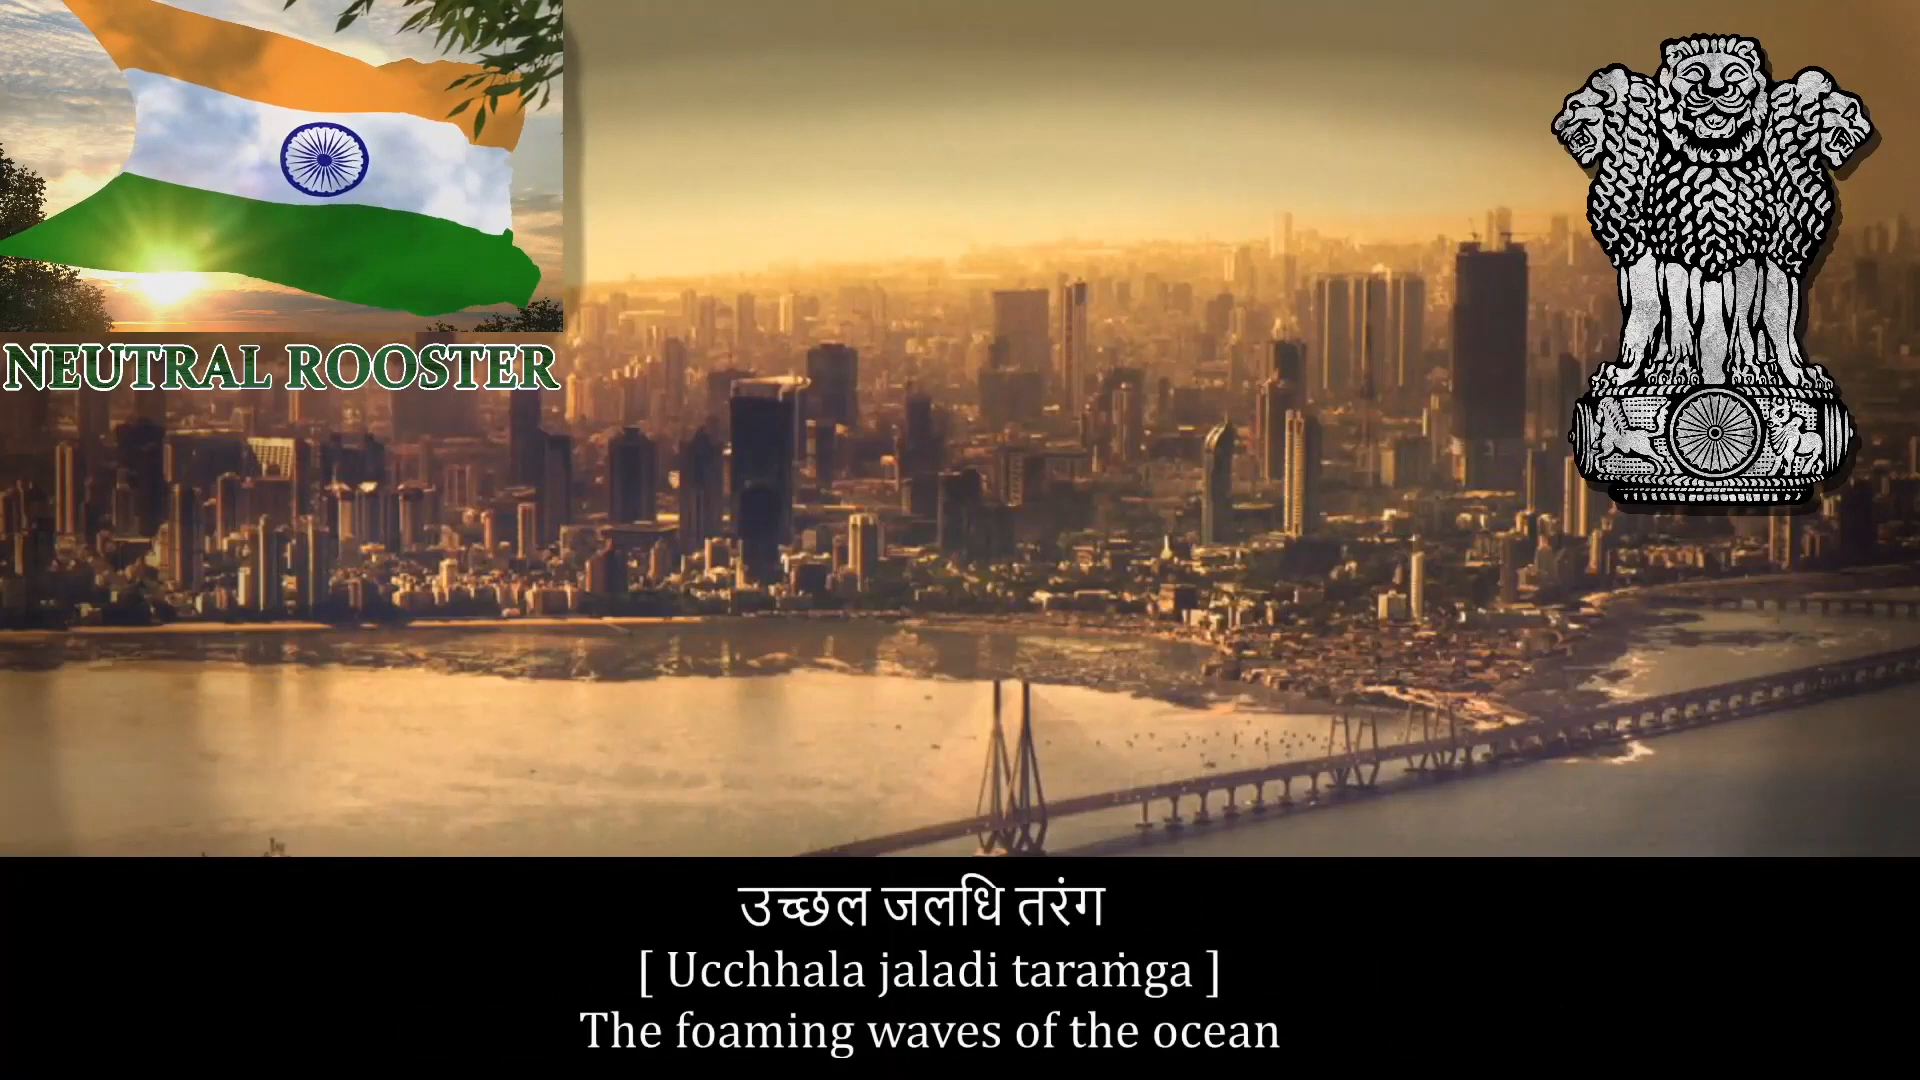 NEUTRAL ROOSTER
उच्छल जलधि तरंग
[ Ucchhala jaladi taraṁga ]
The foaming waves of the ocean